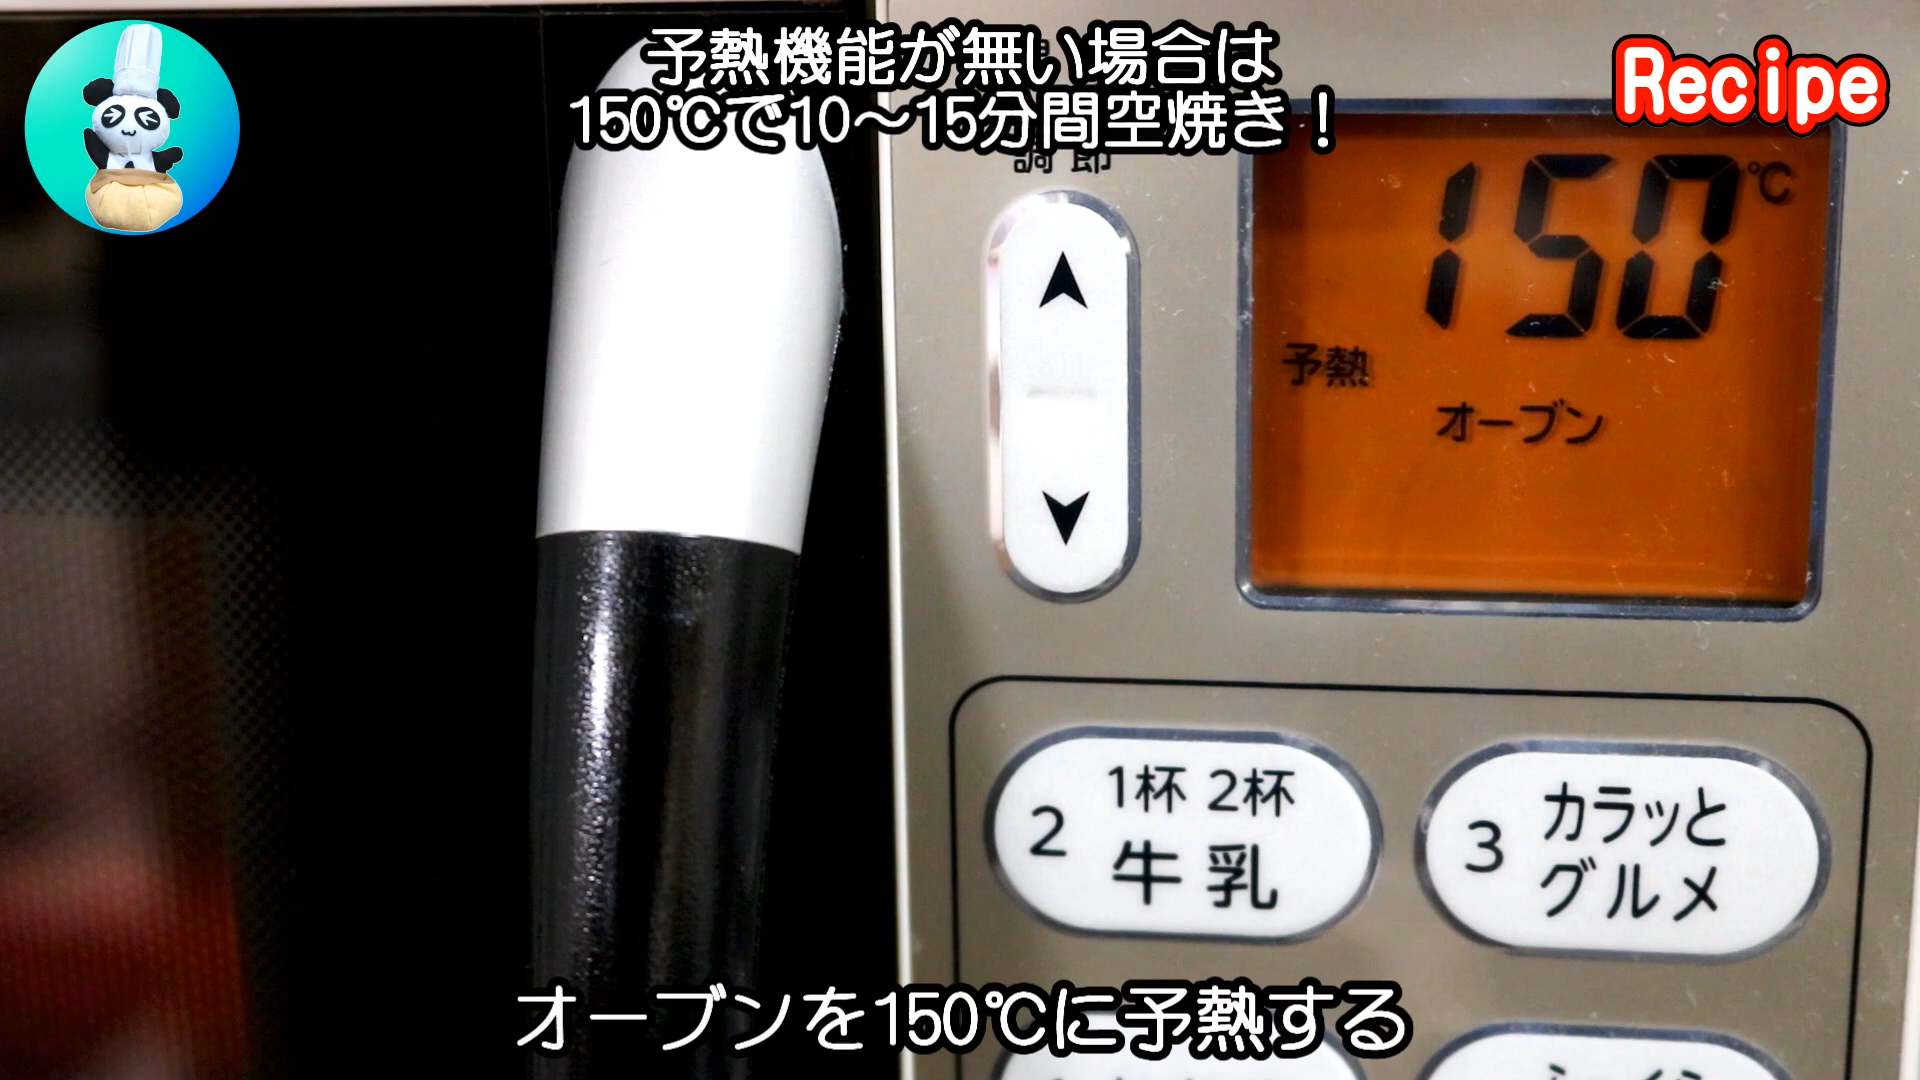 予熱機能が無い場合は
150℃で10～15分間空焼き！
Recipe
調節
150℃
予熱
オーブン
2 1杯 2杯
牛乳
3 カラッと
グルメ
オーブンを150℃に予熱する